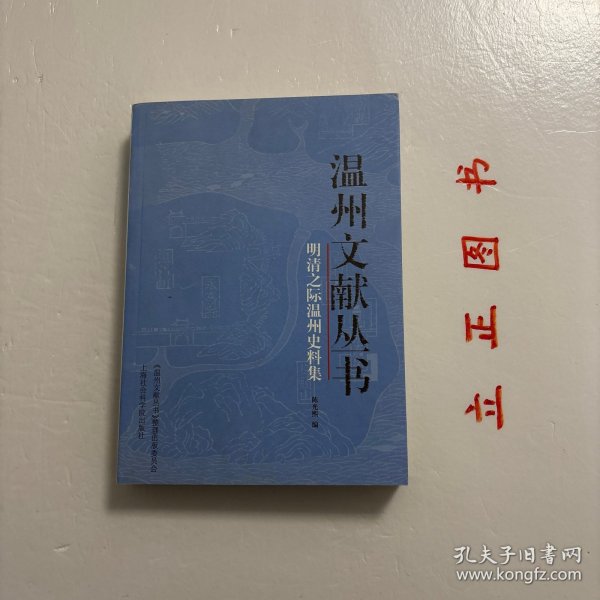 温州文献丛书
明清之际温州史料集
陈光熙 编
《温州文献丛书》整理出版委员会
上海社会科学院出版社
立正图书
孔夫子旧书网
www.kongfz.com